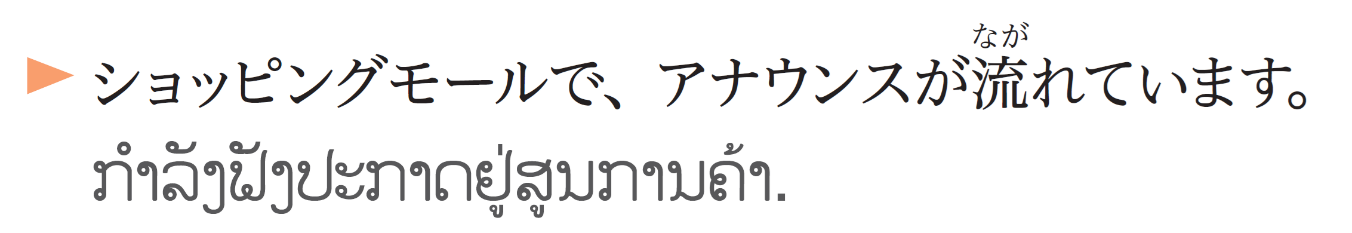 なが
▶ショッピングモールで、アナウンスが流れています。
ກຳລັງຟັງປະກາດຢູ່ສູນການຄ້າ.